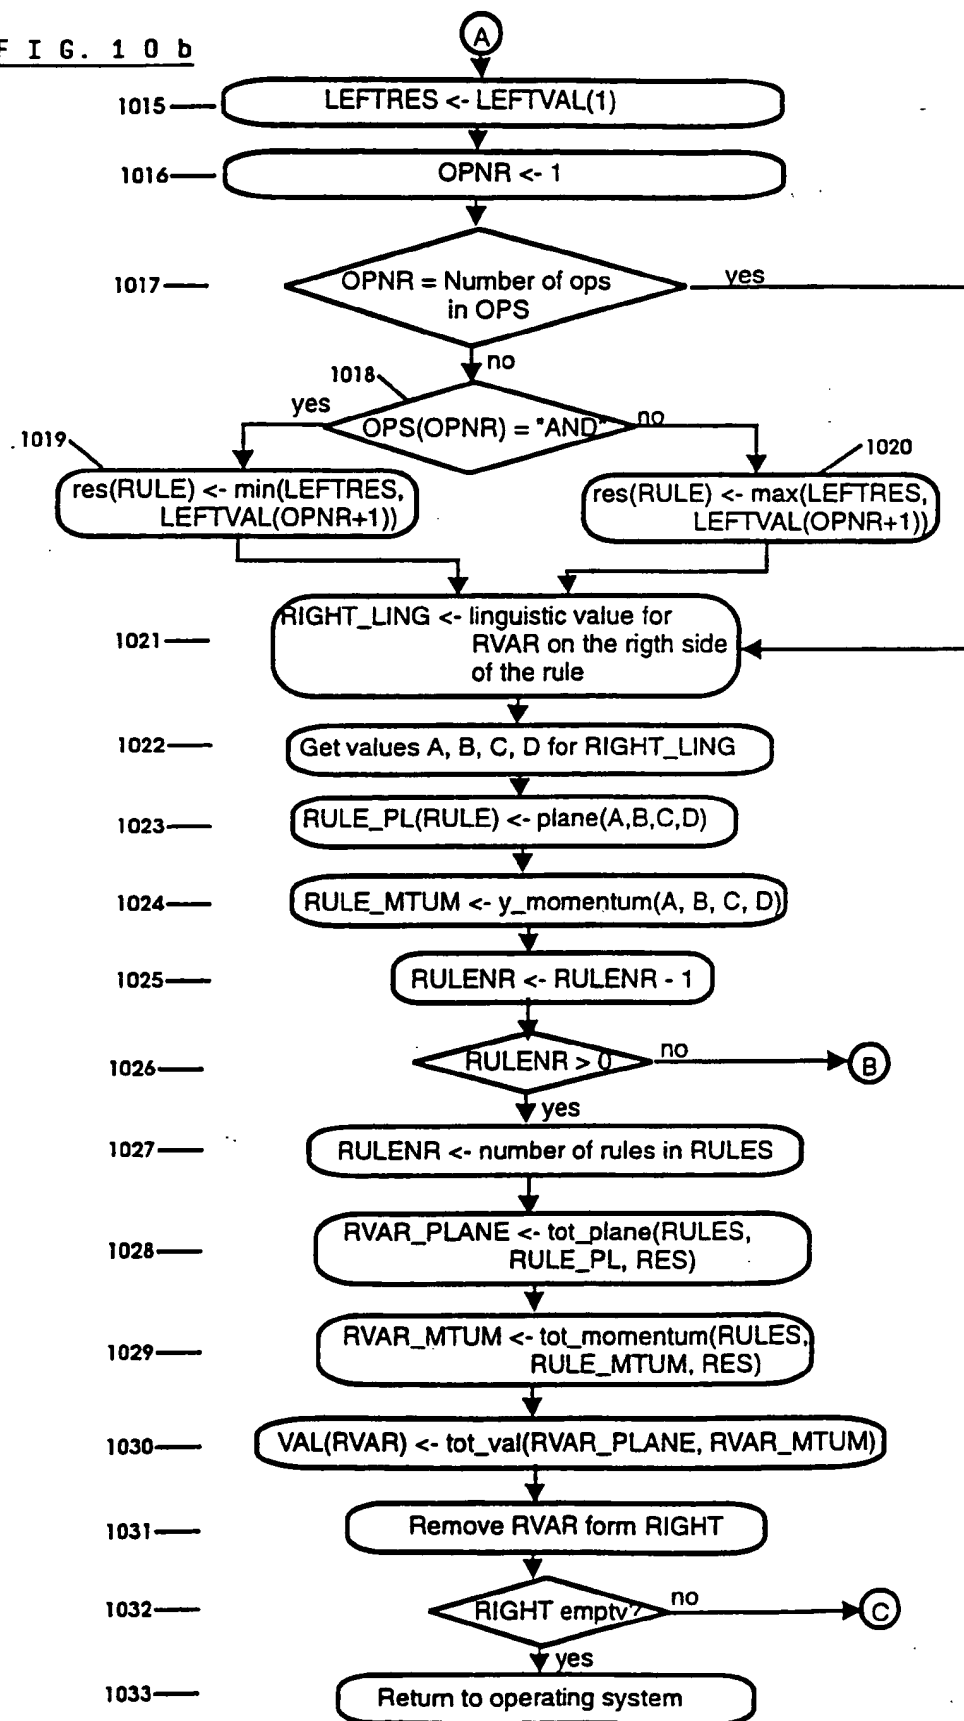 F I G. 1 0 b
A
1015
LEFTRES <- LEFTVAL(1)
1016
OPNR <- 1
1017
OPNR = Number of ops
in OPS
yes
no
1018
OPS(OPNR) = "AND"
yes
no
1019
res(RULE) <- min(LEFTRES,
LEFTVAL(OPNR+1))
1020
res(RULE) <- max(LEFTRES,
LEFTVAL(OPNR+1))
1021
RIGHT_LING <- linguistic value for
RVAR on the rigth side
of the rule
1022
Get values A, B, C, D for RIGHT_LING
1023
RULE_PL(RULE) <- plane(A,B,C,D)
1024
RULE_MTUM <- y_momentum(A, B, C, D)
1025
RULENR <- RULENR - 1
1026
RULENR > 0
no
B
yes
1027
RULENR <- number of rules in RULES
1028
RVAR_PLANE <- tot_plane(RULES,
RULE_PL, RES)
1029
RVAR_MTUM <- tot_momentum(RULES,
RULE_MTUM, RES)
1030
VAL(RVAR) <- tot_val(RVAR_PLANE, RVAR_MTUM)
1031
Remove RVAR form RIGHT
1032
RIGHT empty?
no
C
yes
1033
Return to operating system